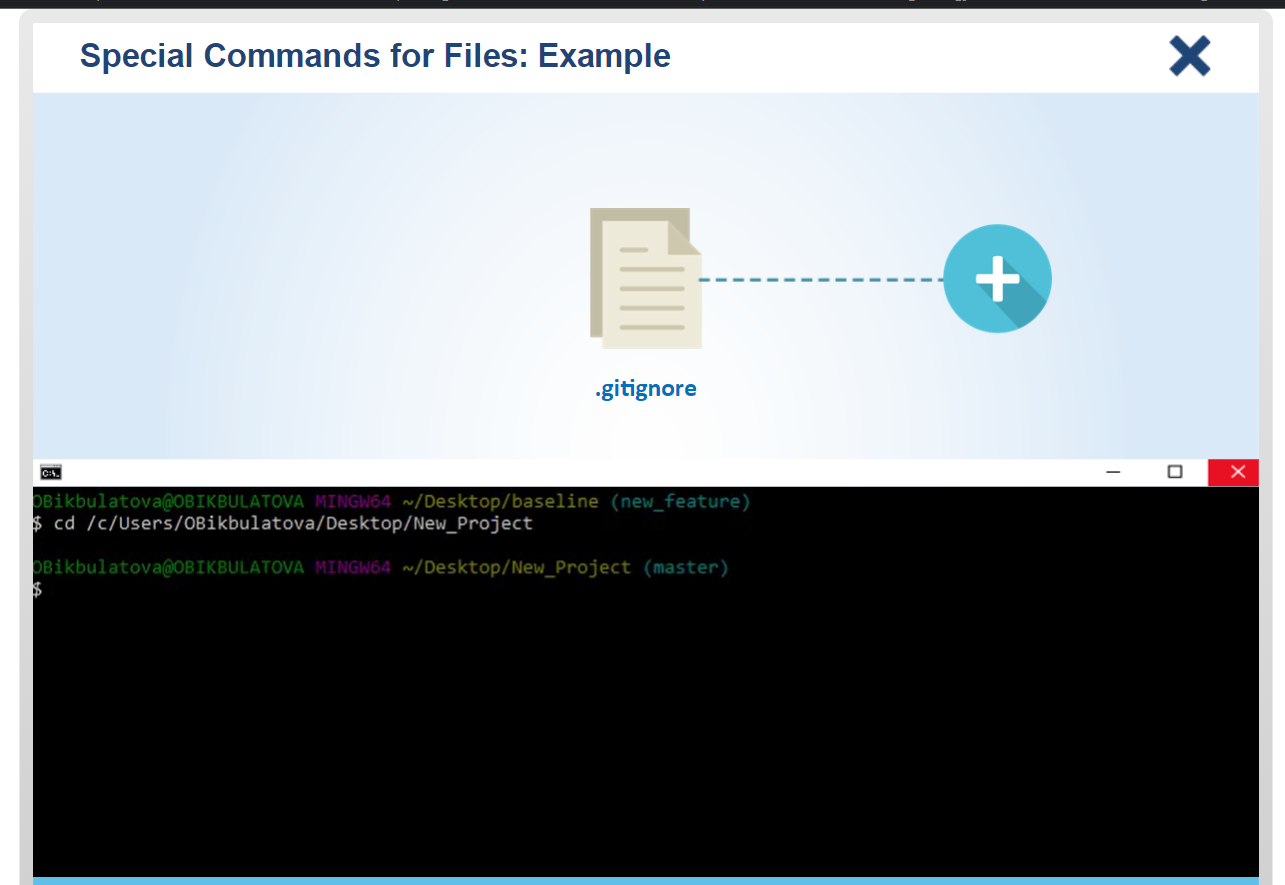 Special Commands for Files: Example
.gitignore
C:\.
OBikbulatova@OBIKBULATOVA MINGW64 ~/Desktop/baseline (new_feature)
$ cd /c/Users/OBikbulatova/Desktop/New_Project
OBikbulatova@OBIKBULATOVA MINGW64 ~/Desktop/New_Project (master)
$